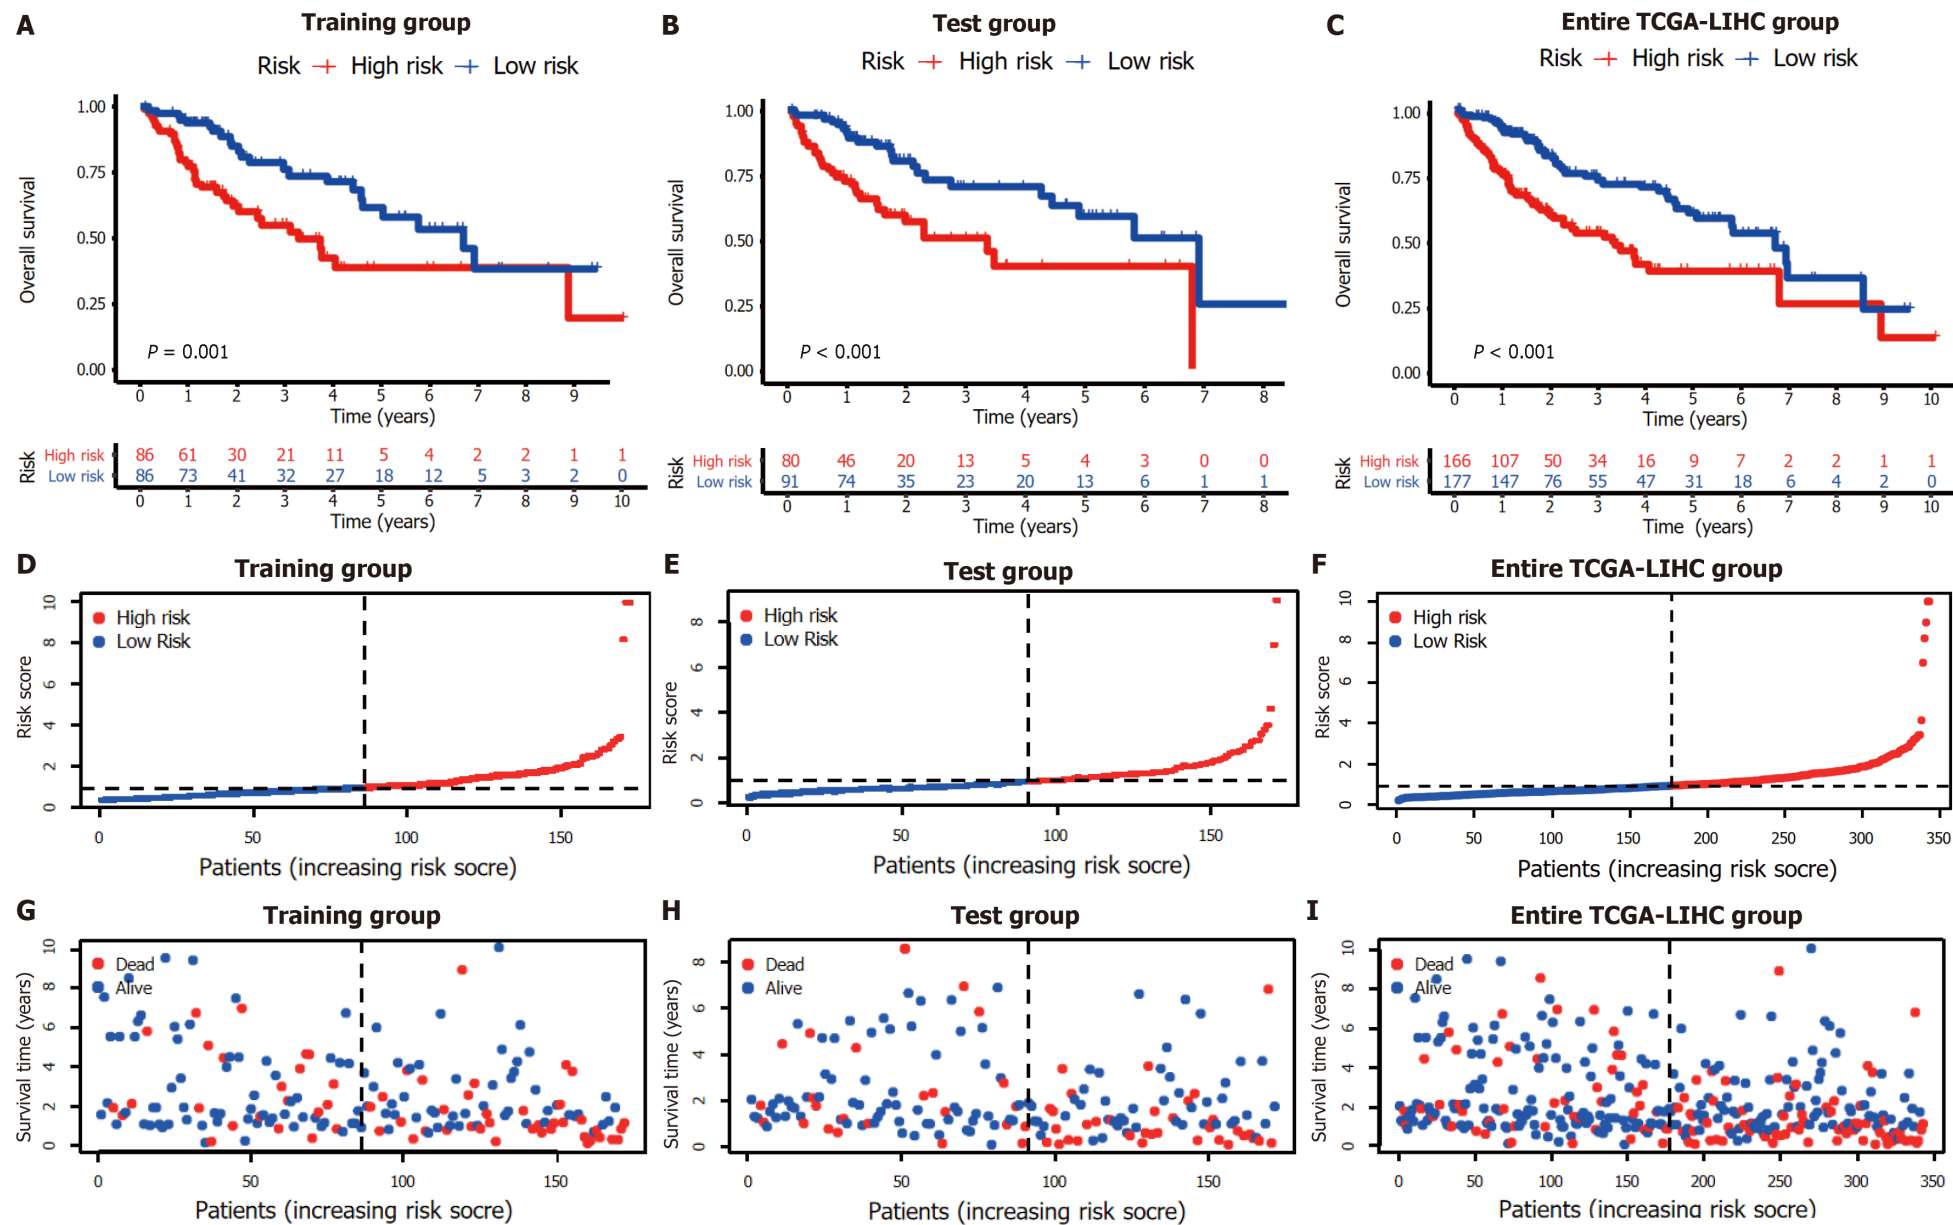 A Training group
Risk High risk Low risk
1.00
0.75
0.50
0.25
0.00
Overall survival
P = 0.001
0 1 2 3 4 5 6 7 8 9
Time (years)
Risk
High risk 86 61 30 21 11 5 4 2 2 1 1
Low risk 86 73 41 32 27 18 12 5 3 2 0
0 1 2 3 4 5 6 7 8 9 10
Time (years)
B Test group
Risk High risk Low risk
1.00
0.75
0.50
0.25
0.00
Overall survival
P < 0.001
0 1 2 3 4 5 6 7 8
Time (years)
Risk
High risk 80 46 20 13 5 4 3 0 0
Low risk 91 74 35 23 20 13 6 1 1
0 1 2 3 4 5 6 7 8
Time (years)
C Entire TCGA-LIHC group
Risk High risk Low risk
1.00
0.75
0.50
0.25
0.00
Overall survival
P < 0.001
0 1 2 3 4 5 6 7 8 9 10
Time (years)
Risk
High risk 166 107 50 34 16 9 7 2 2 1 1
Low risk 177 147 76 55 47 31 18 6 4 2 0
0 1 2 3 4 5 6 7 8 9 10
Time (years)
D Training group
High risk
Low Risk
10
8
6
4
2
0
Risk score
0 50 100 150
Patients (increasing risk socre)
E Test group
High risk
Low Risk
8
6
4
2
0
Risk score
0 50 100 150
Patients (increasing risk socre)
F Entire TCGA-LIHC group
High risk
Low Risk
10
8
6
4
2
0
Risk score
0 50 100 150 200 250 300 350
Patients (increasing risk socre)
G Training group
Dead
Alive
10
8
6
4
2
0
Survival time (years)
0 50 100 150
Patients (increasing risk socre)
H Test group
Dead
Alive
8
6
4
2
0
Survival time (years)
0 50 100 150
Patients (increasing risk socre)
I Entire TCGA-LIHC group
Dead
Alive
10
8
6
4
2
0
Survival time (years)
0 50 100 150 200 250 300 350
Patients (increasing risk socre)